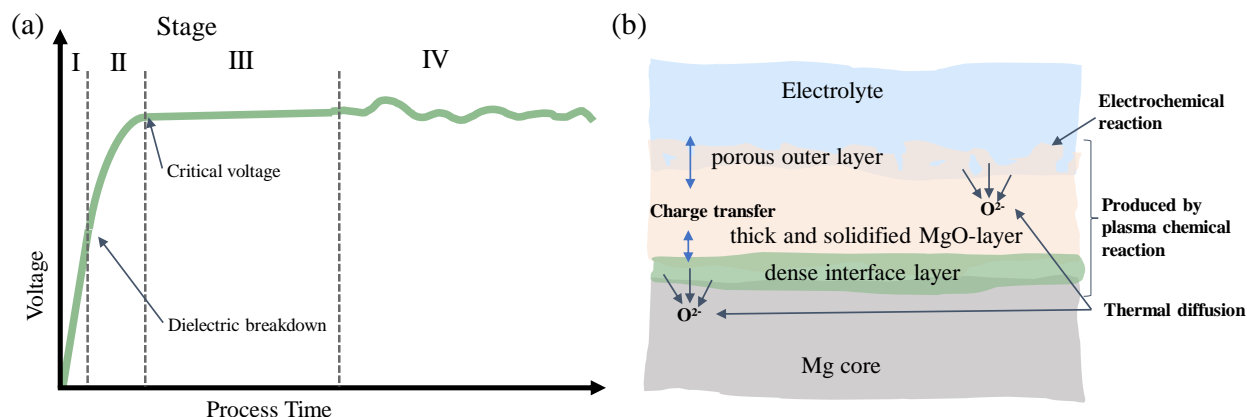 (a)
Stage
I
II
III
IV
Critical voltage
Dielectric breakdown
Voltage
Process Time
(b)
Electrolyte
Electrochemical
reaction
porous outer layer
O²⁻
Charge transfer
Produced by
plasma chemical
reaction
thick and solidified MgO-layer
dense interface layer
O²⁻
Thermal diffusion
Mg core